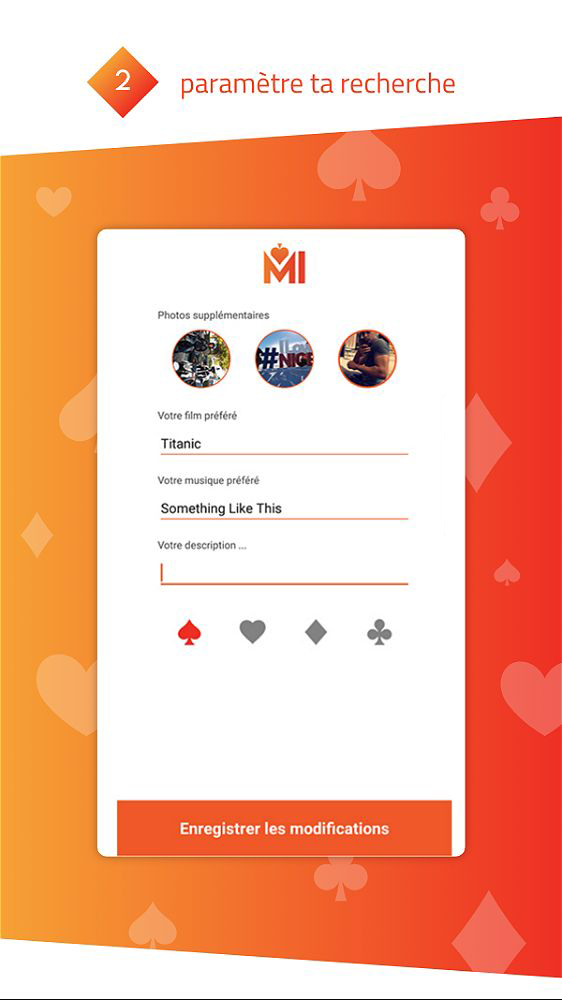 2
paramètre ta recherche
MI
Photos supplémentaires
#NICE
Votre film préféré
Titanic
Votre musique préféré
Something Like This
Votre description ...
Enregistrer les modifications